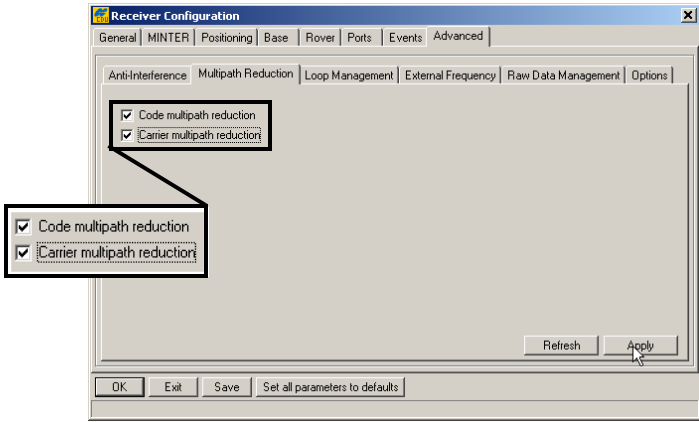 Receiver Configuration
General MINTER Positioning Base Rover Ports Events Advanced
Anti-Interference Multipath Reduction Loop Management External Frequency Raw Data Management Options
Code multipath reduction
Carrier multipath reduction
Code multipath reduction
Carrier multipath reduction
Refresh Apply
OK Exit Save Set all parameters to defaults